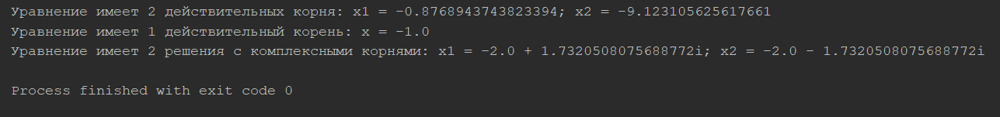 Уравнение имеет 2 действительных корня: x1 = -0.8768943743823394; x2 = -9.123105625617661
Уравнение имеет 1 действительный корень: x = -1.0
Уравнение имеет 2 решения с комплексными корнями: x1 = -2.0 + 1.7320508075688772i; x2 = -2.0 - 1.7320508075688772i
Process finished with exit code 0